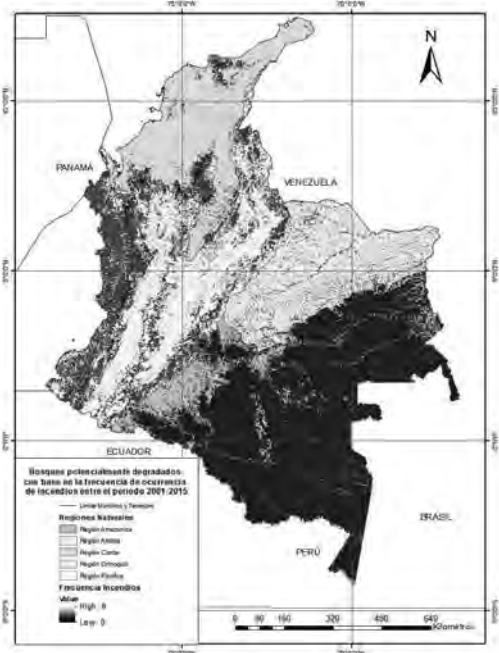 N
PANAMÁ
VENEZUELA
ECUADOR
BRÁSIL
PERÚ
Bosques potencialmente degradados
con base en la frecuencia de ocurrencia
de incendios entre el periodo 2001-2015
Límite Marítimo y Terrestre
Regiones Naturales
Región Amazonica
Región Andina
Región Caribe
Región Orinoquia
Región Pacífica
Frecuencia Incendios
Value
High : 8
Low : 0
0 80 160 320 480 640
Kilometros